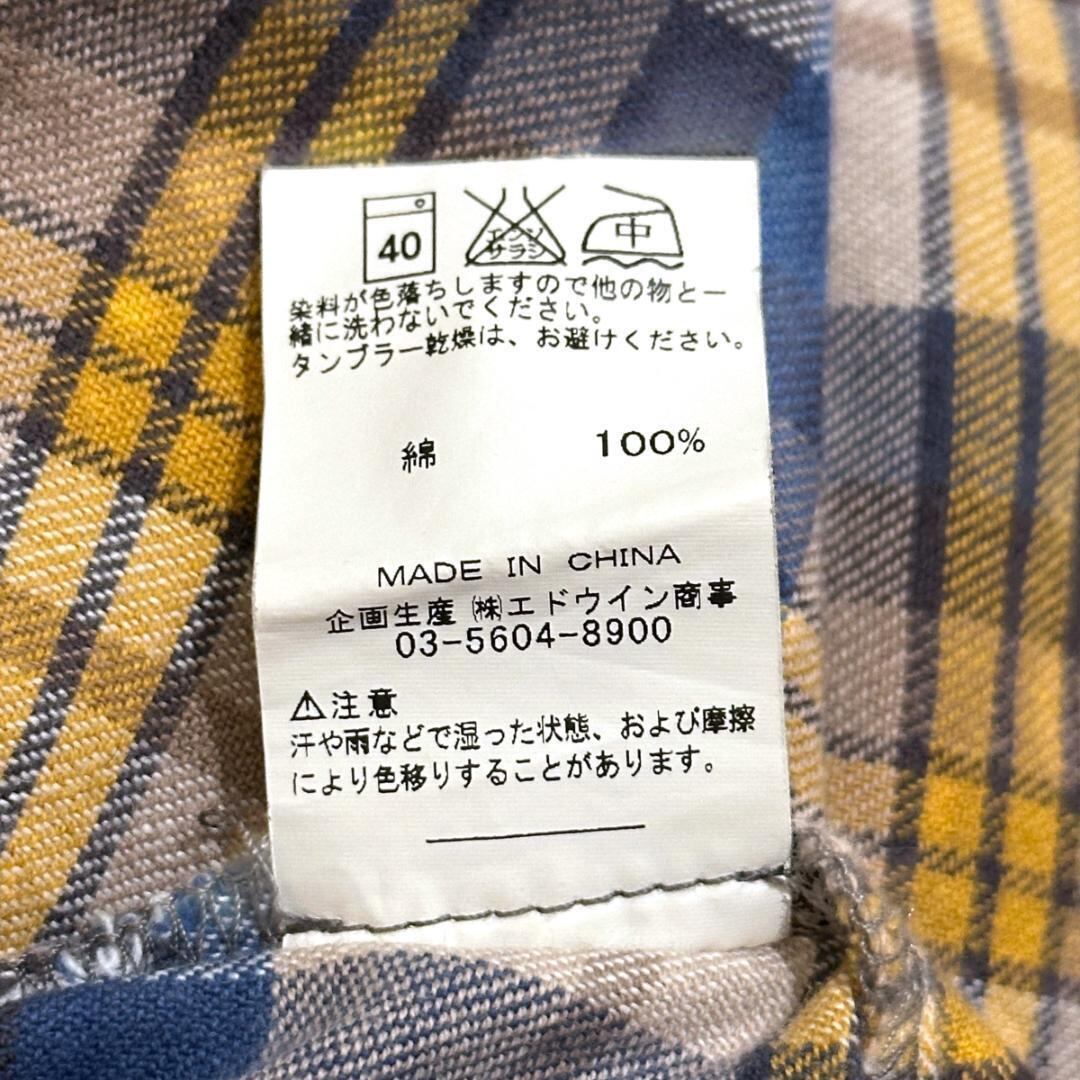 40
エンソ
サラシ
中
染料が色落ちしますので他の物と一
緒に洗わないでください。
タンブラー乾燥は、お避けください。
綿 100%
MADE IN CHINA
企画生産 ㈱エドウイン商事
03-5604-8900
⚠注意
汗や雨などで湿った状態、および摩擦
により色移りすることがあります。